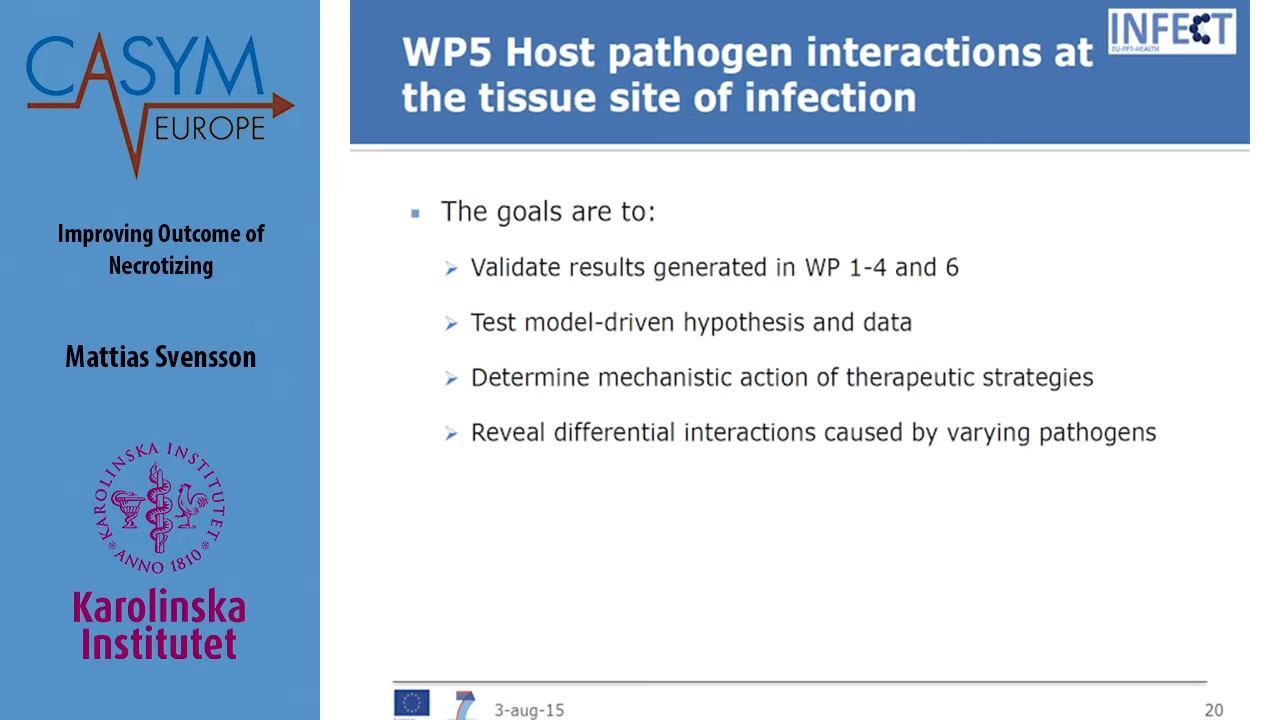 CASYM
EUROPE
Improving Outcome of
Necrotizing
Mattias Svensson
KAROLINSKA INSTITUTET
ANNO 1810
Karolinska
Institutet
INFECT
EU-FP7-HEALTH
WP5 Host pathogen interactions at
the tissue site of infection
The goals are to:
Validate results generated in WP 1-4 and 6
Test model-driven hypothesis and data
Determine mechanistic action of therapeutic strategies
Reveal differential interactions caused by varying pathogens
7
3-aug-15
20